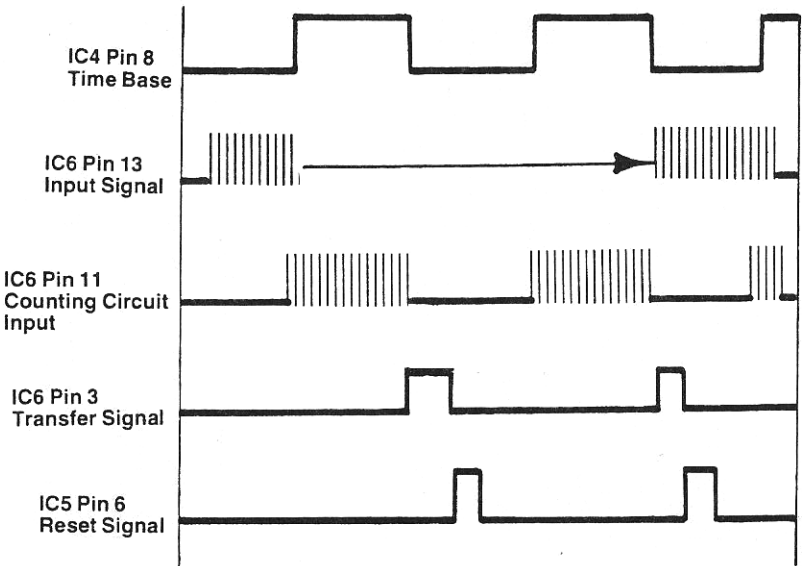 IC4 Pin 8
Time Base
IC6 Pin 13
Input Signal
IC6 Pin 11
Counting Circuit
Input
IC6 Pin 3
Transfer Signal
IC5 Pin 6
Reset Signal